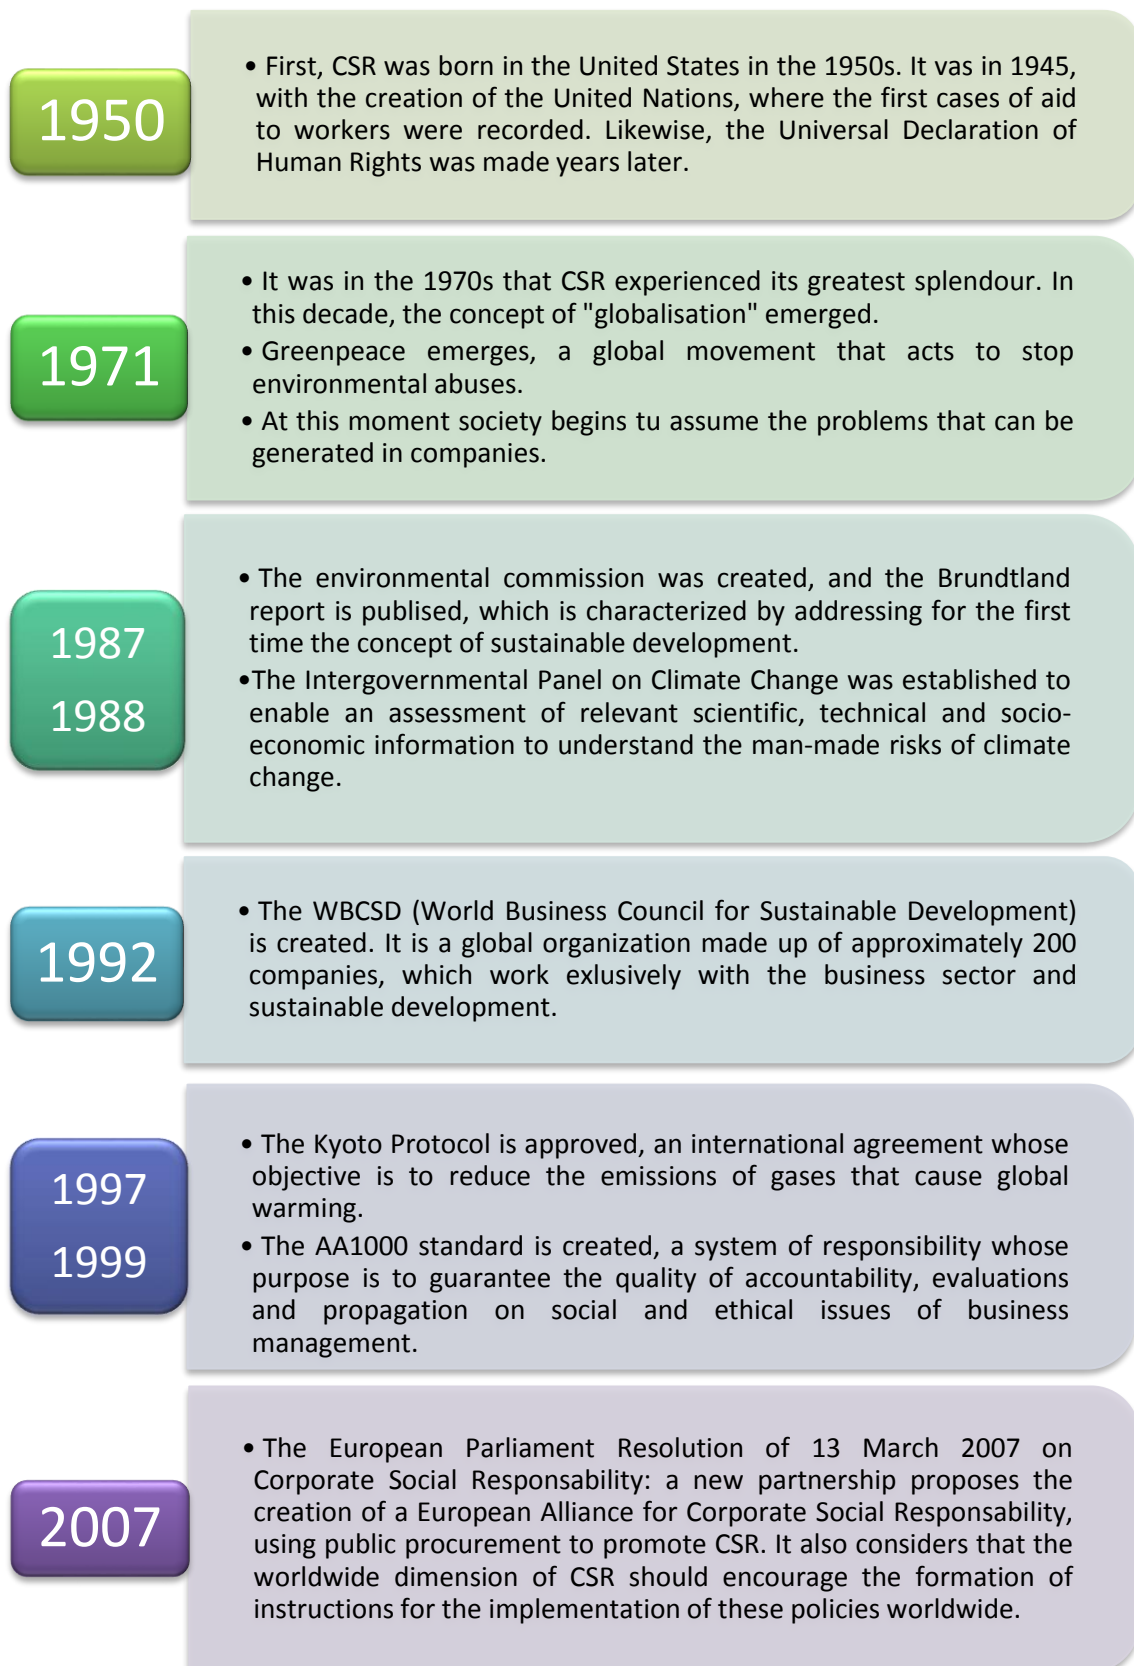 1950
• First, CSR was born in the United States in the 1950s. It vas in 1945,
with the creation of the United Nations, where the first cases of aid
to workers were recorded. Likewise, the Universal Declaration of
Human Rights was made years later.
1971
• It was in the 1970s that CSR experienced its greatest splendour. In
this decade, the concept of "globalisation" emerged.
• Greenpeace emerges, a global movement that acts to stop
environmental abuses.
• At this moment society begins tu assume the problems that can be
generated in companies.
1987
1988
• The environmental commission was created, and the Brundtland
report is publised, which is characterized by addressing for the first
time the concept of sustainable development.
•The Intergovernmental Panel on Climate Change was established to
enable an assessment of relevant scientific, technical and socio-
economic information to understand the man-made risks of climate
change.
1992
• The WBCSD (World Business Council for Sustainable Development)
is created. It is a global organization made up of approximately 200
companies, which work exlusively with the business sector and
sustainable development.
1997
1999
• The Kyoto Protocol is approved, an international agreement whose
objective is to reduce the emissions of gases that cause global
warming.
• The AA1000 standard is created, a system of responsibility whose
purpose is to guarantee the quality of accountability, evaluations
and propagation on social and ethical issues of business
management.
2007
• The European Parliament Resolution of 13 March 2007 on
Corporate Social Responsability: a new partnership proposes the
creation of a European Alliance for Corporate Social Responsability,
using public procurement to promote CSR. It also considers that the
worldwide dimension of CSR should encourage the formation of
instructions for the implementation of these policies worldwide.